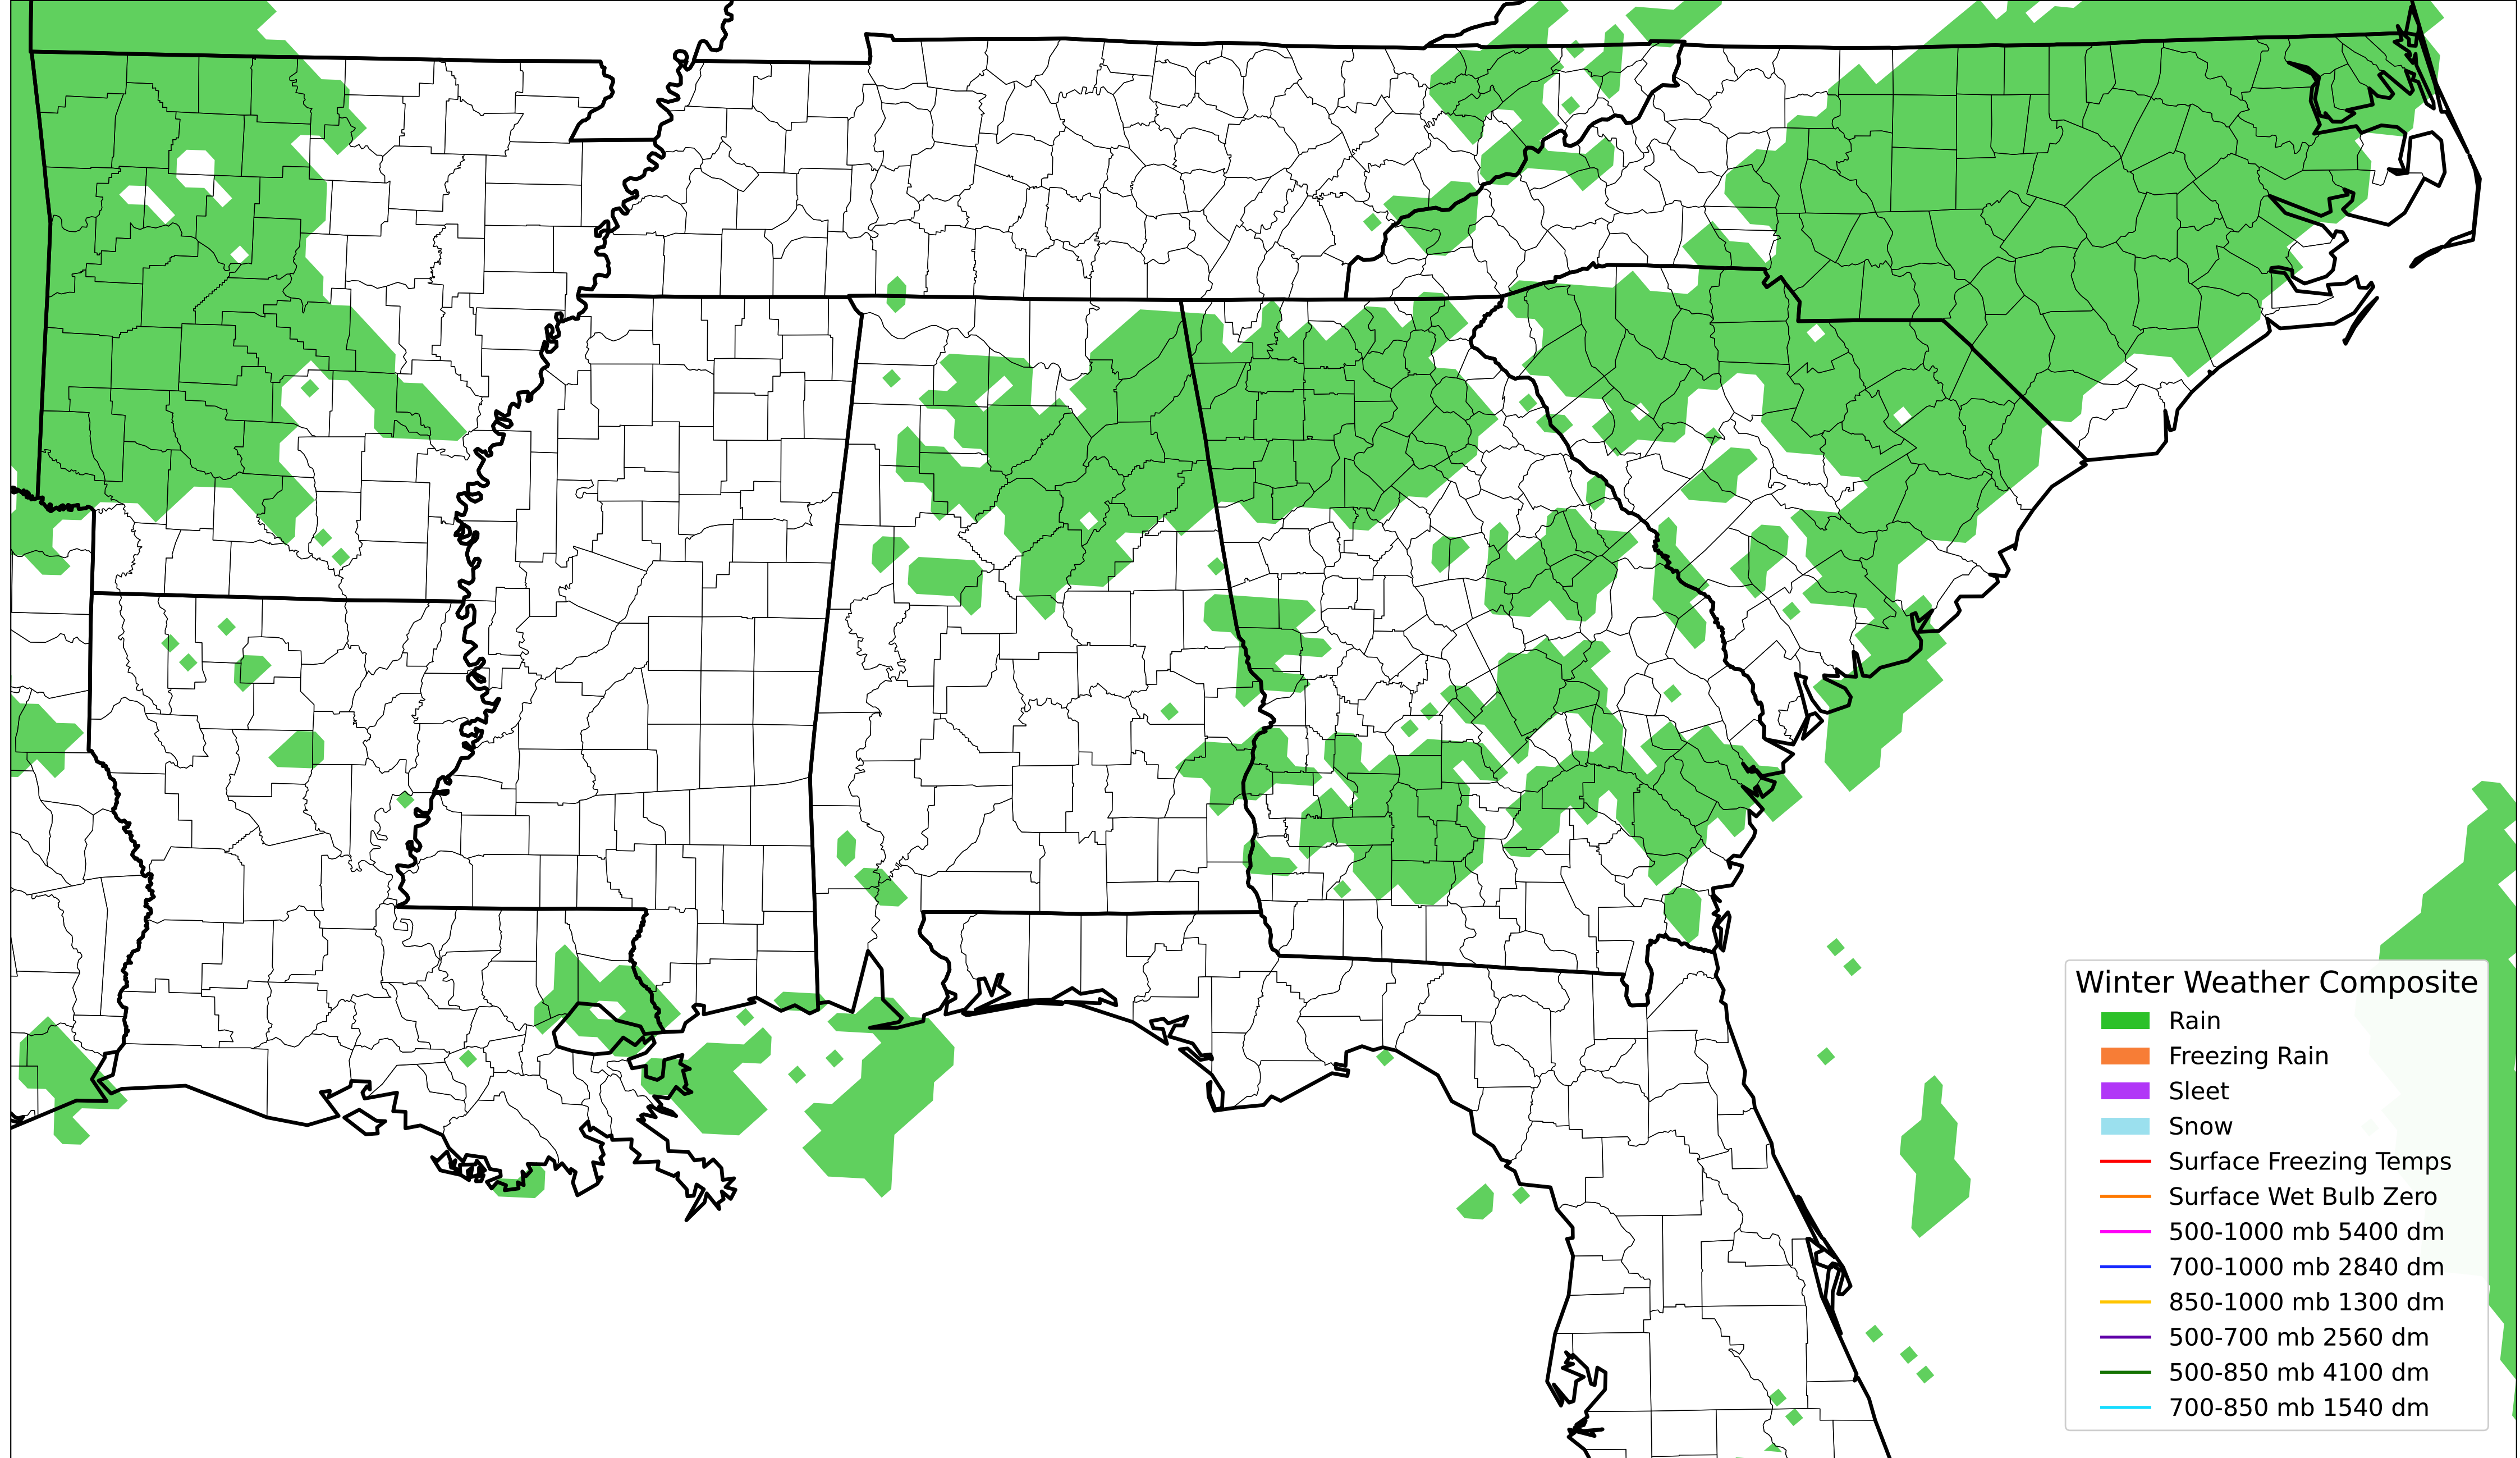 Winter Weather Composite
Rain
Freezing Rain
Sleet
Snow
Surface Freezing Temps
Surface Wet Bulb Zero
500-1000 mb 5400 dm
700-1000 mb 2840 dm
850-1000 mb 1300 dm
500-700 mb 2560 dm
500-850 mb 4100 dm
700-850 mb 1540 dm